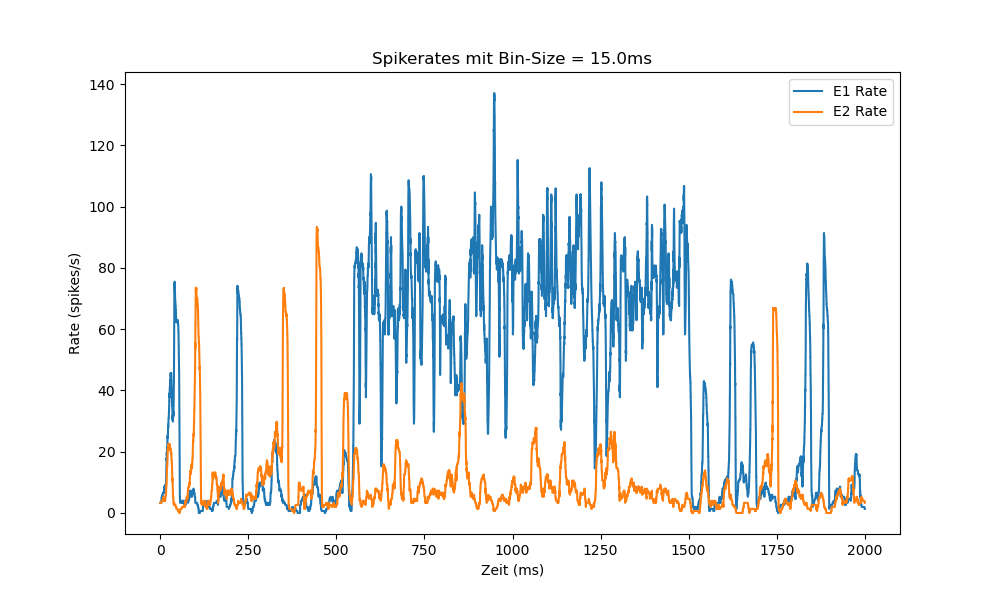 Spikerates mit Bin-Size = 15.0ms
E1 Rate
E2 Rate
140
120
100
80
60
40
20
0
Rate (spikes/s)
0 250 500 750 1000 1250 1500 1750 2000
Zeit (ms)